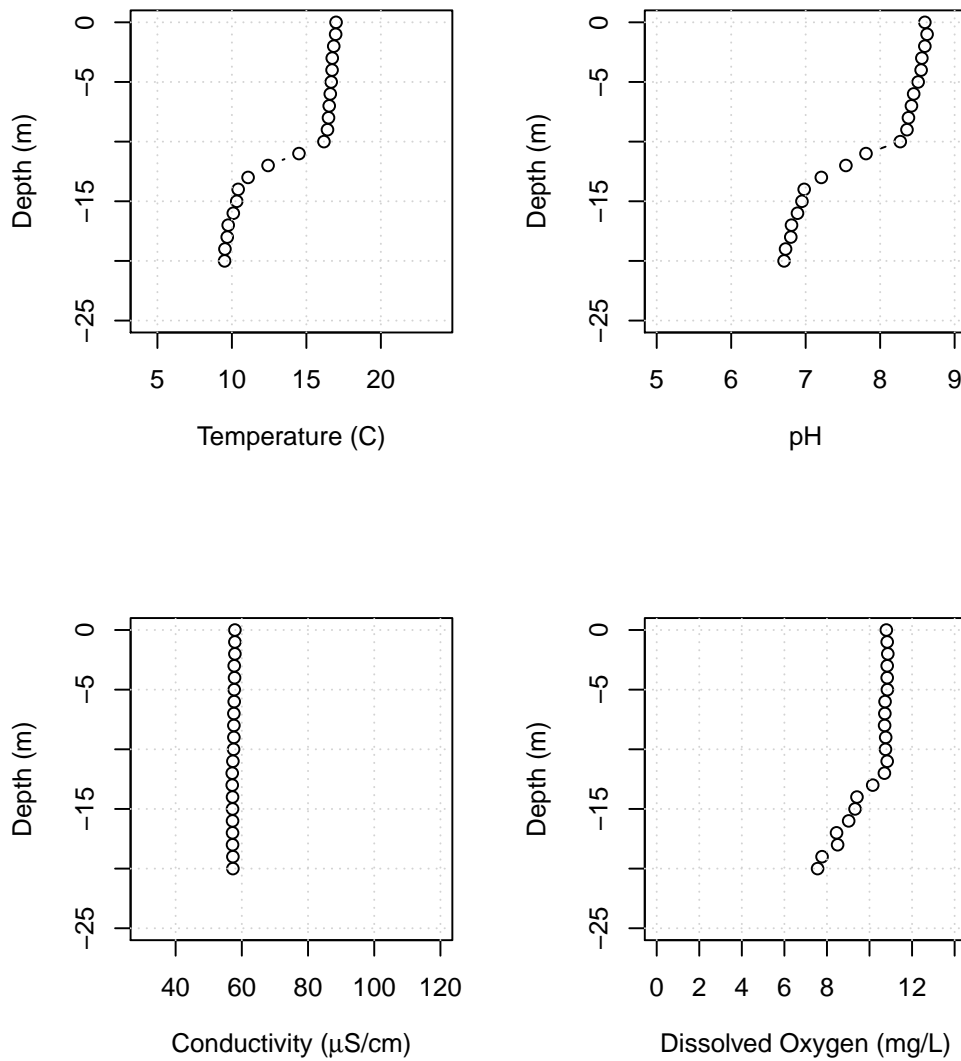 0
−5
−15
−25
Depth (m)
5 10 15 20
Temperature (C)
0
−5
−15
−25
Depth (m)
5 6 7 8 9
pH
0
−5
−15
−25
Depth (m)
40 60 80 100 120
Conductivity (μS/cm)
0
−5
−15
−25
Depth (m)
0 2 4 6 8 12
Dissolved Oxygen (mg/L)